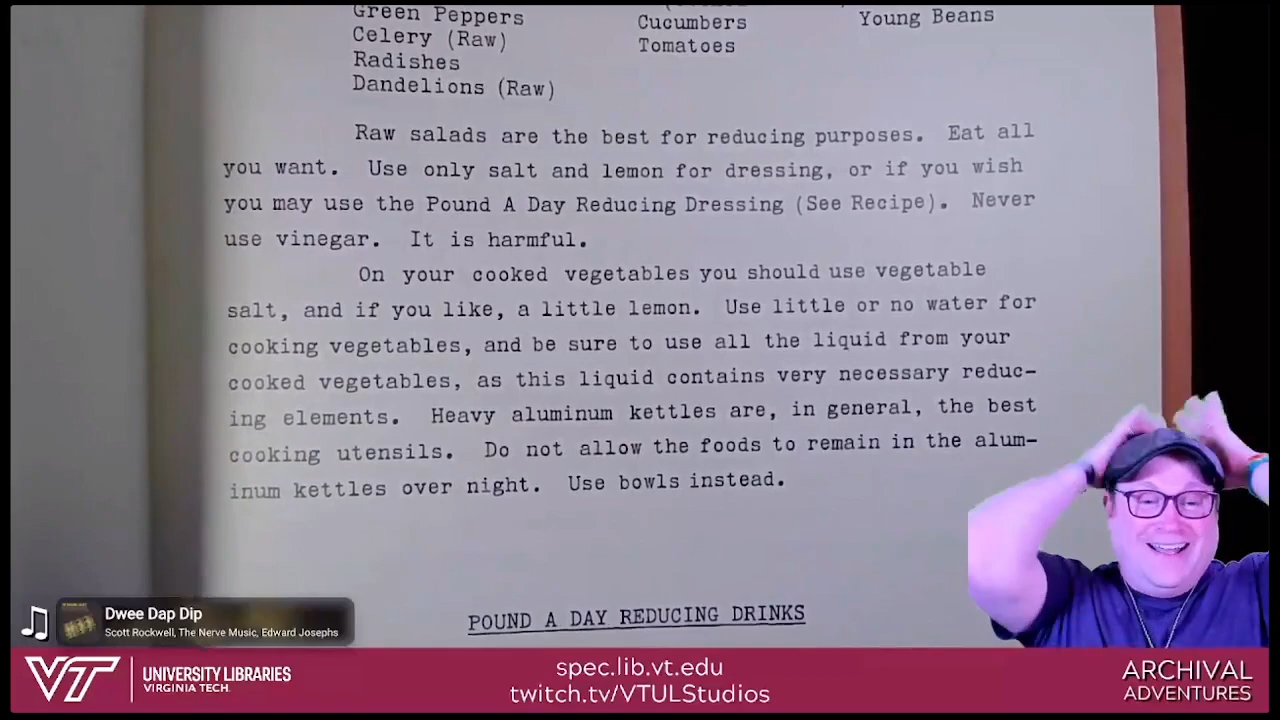 Green Peppers
Cucumbers
Young Beans
Celery (Raw)
Tomatoes
Radishes
Dandelions (Raw)
Raw salads are the best for reducing purposes. Eat all
you want. Use only salt and lemon for dressing, or if you wish
you may use the Pound A Day Reducing Dressing (See Recipe). Never
use vinegar. It is harmful.
On your cooked vegetables you should use vegetable
salt, and if you like, a little lemon. Use little or no water for
cooking vegetables, and be sure to use all the liquid from your
cooked vegetables, as this liquid contains very necessary reduc-
ing elements. Heavy aluminum kettles are, in general, the best
cooking utensils. Do not allow the foods to remain in the alum-
inum kettles over night. Use bowls instead.
POUND A DAY REDUCING DRINKS
Dwee Dap Dip
Scott Rockwell, The Nerve Music, Edward Josephs
VT
UNIVERSITY LIBRARIES
VIRGINIA TECH.
spec.lib.vt.edu
twitch.tv/VTULStudios
ARCHIVAL
ADVENTURES